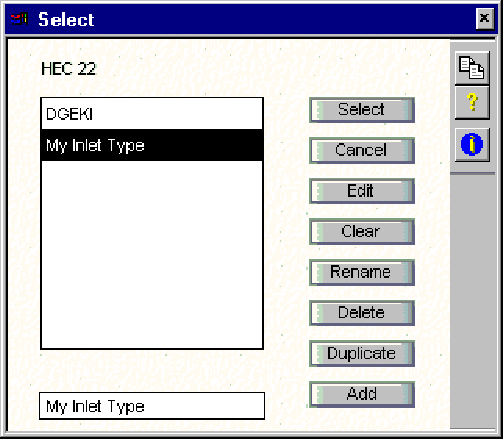 Select
HEC 22
DGEKI
My Inlet Type
Select
Cancel
Edit
Clear
Rename
Delete
Duplicate
Add
My Inlet Type
?
i